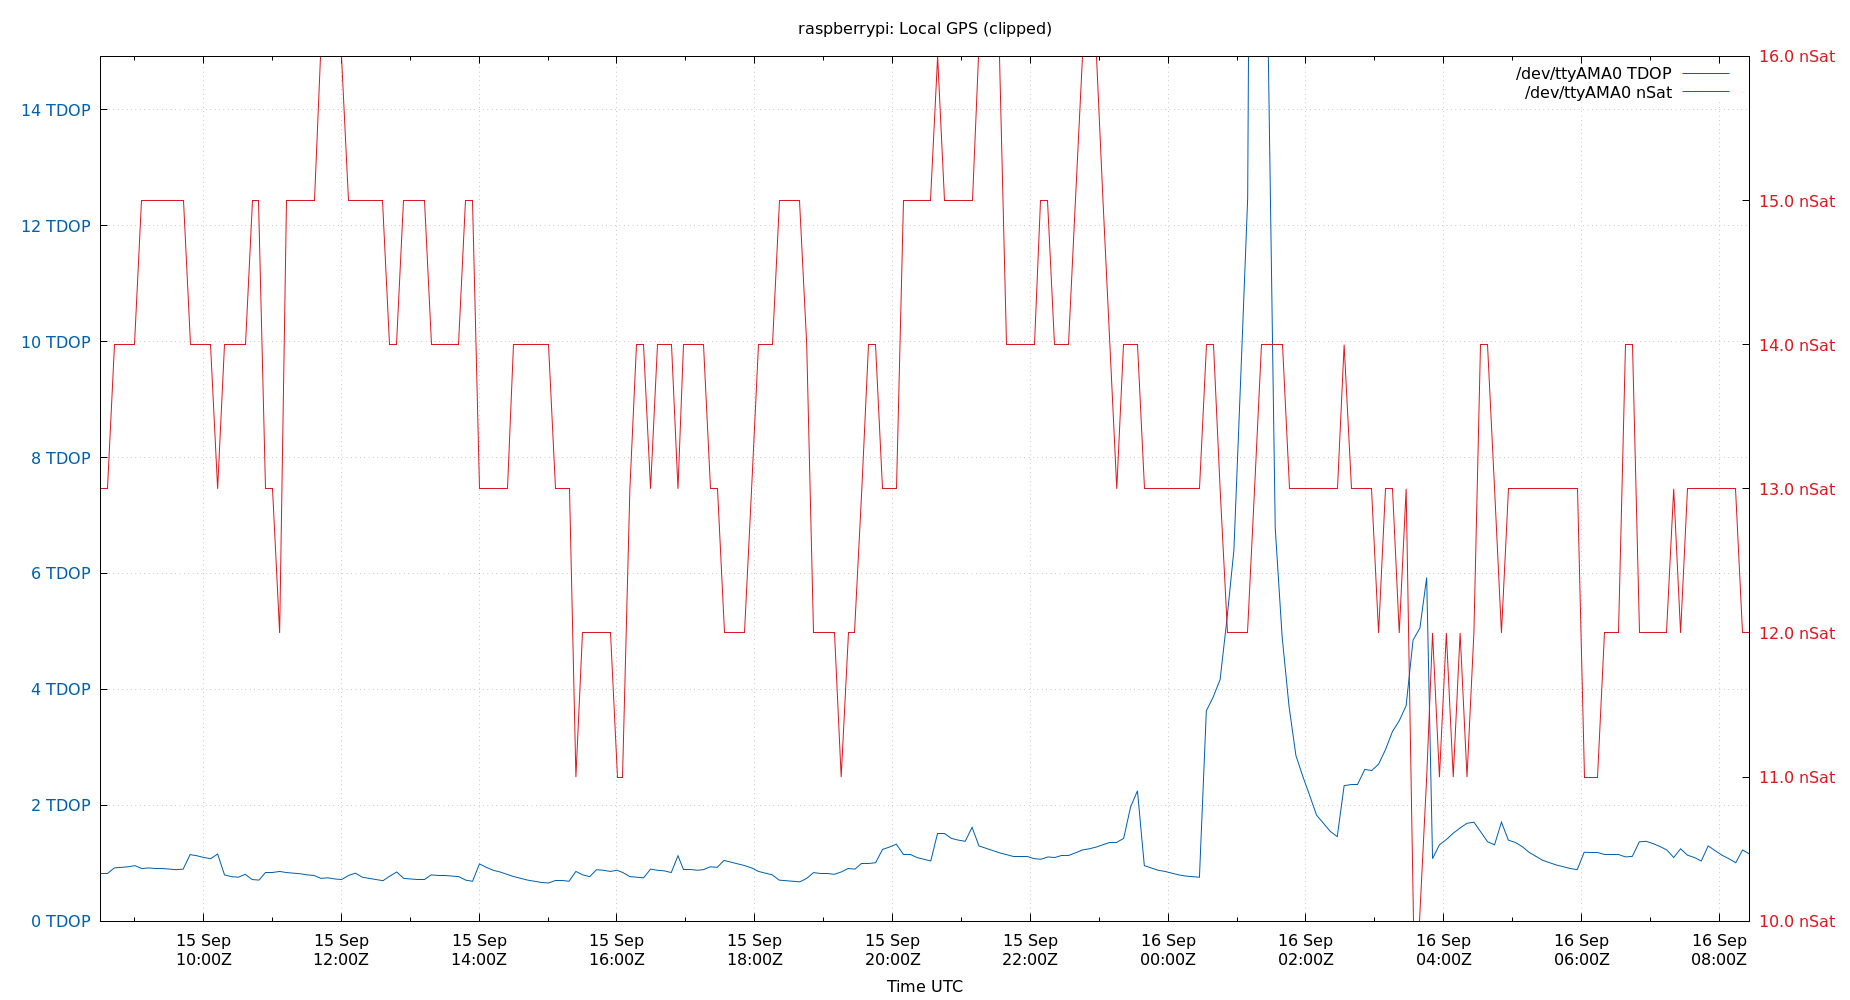 raspberrypi: Local GPS (clipped)
/dev/ttyAMA0 TDOP
/dev/ttyAMA0 nSat
14 TDOP
12 TDOP
10 TDOP
8 TDOP
6 TDOP
4 TDOP
2 TDOP
0 TDOP
16.0 nSat
15.0 nSat
14.0 nSat
13.0 nSat
12.0 nSat
11.0 nSat
10.0 nSat
15 Sep
10:00Z
15 Sep
12:00Z
15 Sep
14:00Z
15 Sep
16:00Z
15 Sep
18:00Z
15 Sep
20:00Z
15 Sep
22:00Z
16 Sep
00:00Z
16 Sep
02:00Z
16 Sep
04:00Z
16 Sep
06:00Z
16 Sep
08:00Z
Time UTC